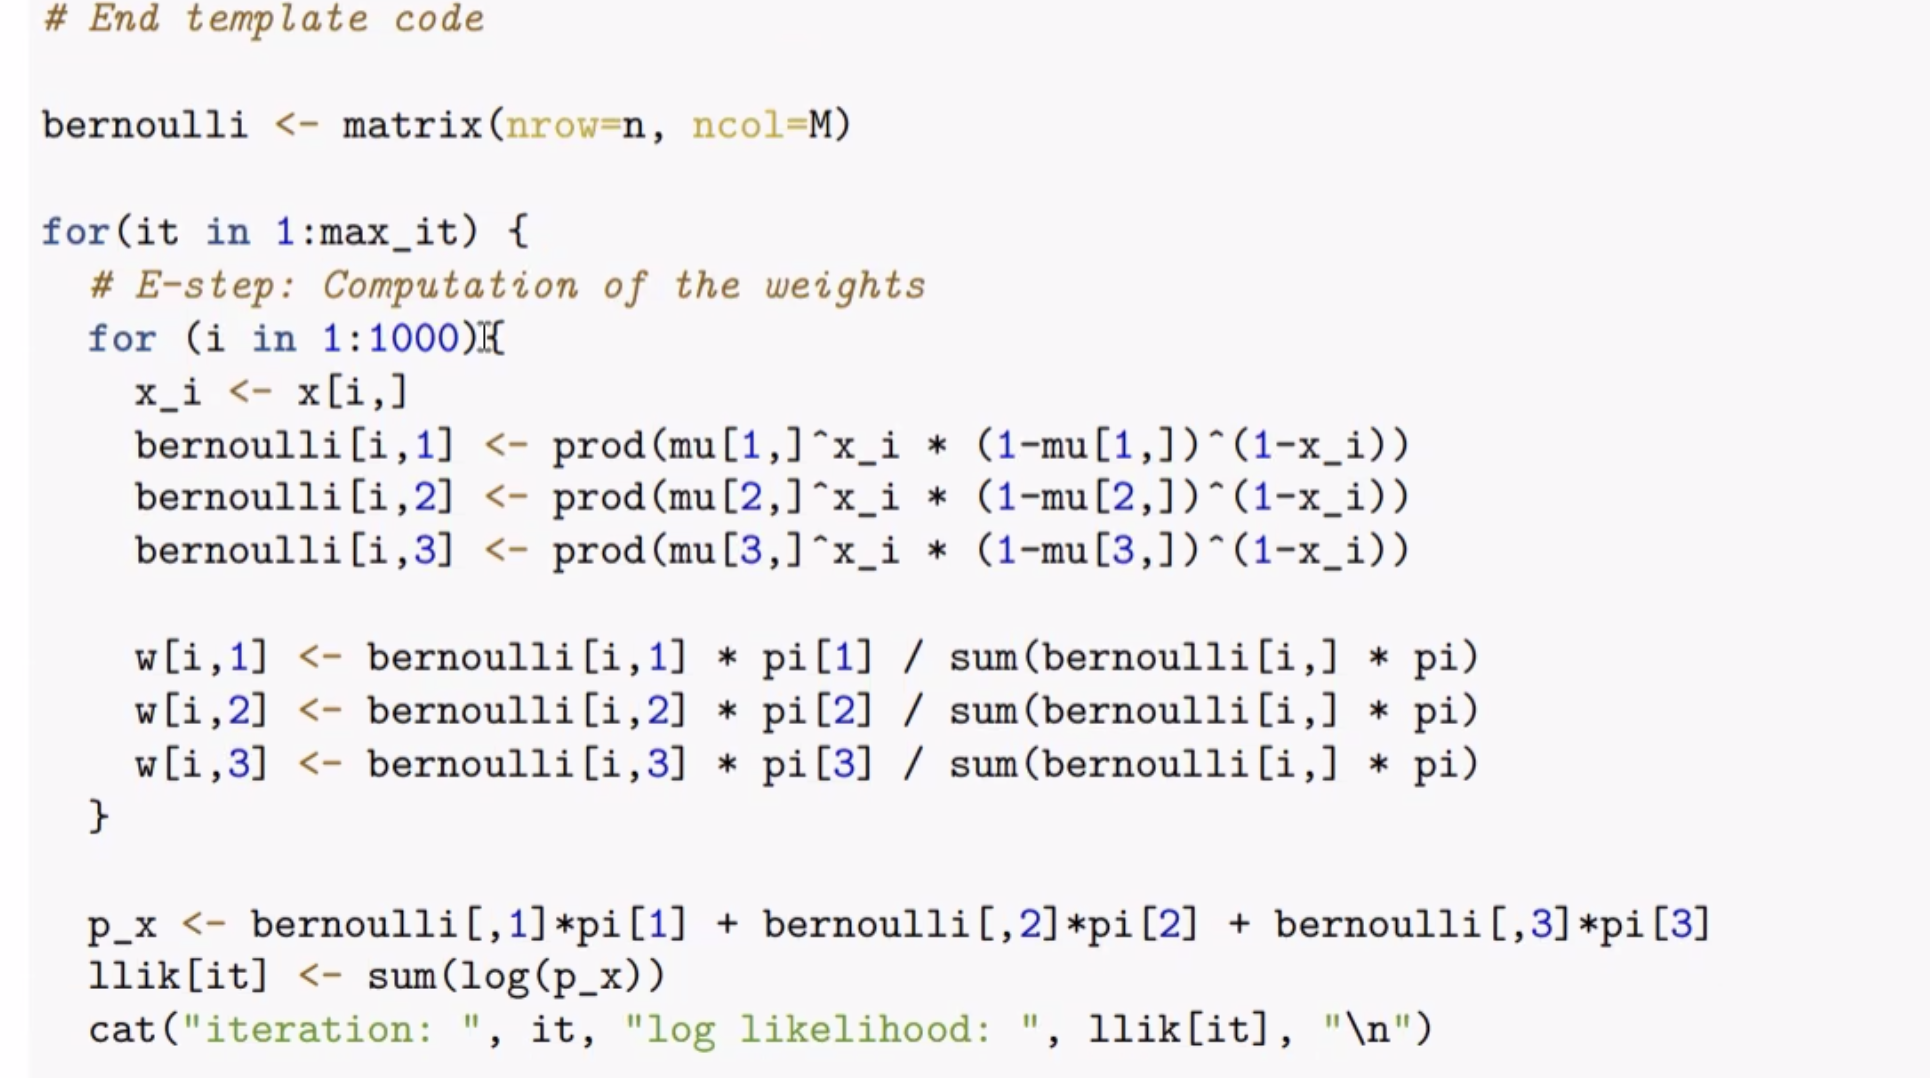 # End template code
bernoulli <- matrix(nrow=n, ncol=M)
for(it in 1:max_it) {
# E-step: Computation of the weights
for (i in 1:1000){
x_i <- x[i,]
bernoulli[i,1] <- prod(mu[1,]^x_i * (1-mu[1,])^(1-x_i))
bernoulli[i,2] <- prod(mu[2,]^x_i * (1-mu[2,])^(1-x_i))
bernoulli[i,3] <- prod(mu[3,]^x_i * (1-mu[3,])^(1-x_i))
w[i,1] <- bernoulli[i,1] * pi[1] / sum(bernoulli[i,] * pi)
w[i,2] <- bernoulli[i,2] * pi[2] / sum(bernoulli[i,] * pi)
w[i,3] <- bernoulli[i,3] * pi[3] / sum(bernoulli[i,] * pi)
}
p_x <- bernoulli[,1]*pi[1] + bernoulli[,2]*pi[2] + bernoulli[,3]*pi[3]
llik[it] <- sum(log(p_x))
cat("iteration: ", it, "log likelihood: ", llik[it], "\n")